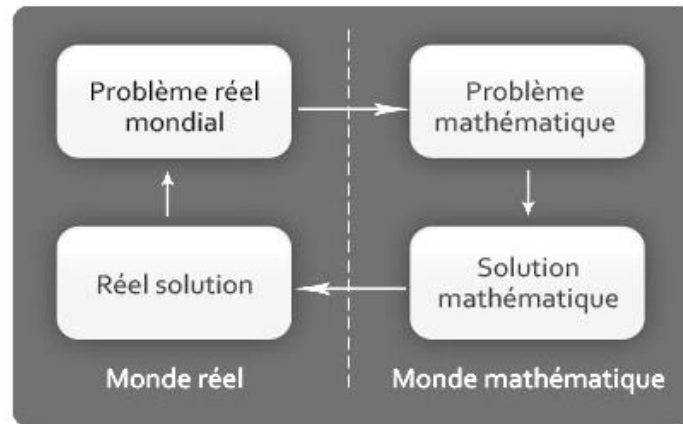 Problème réel
mondial
Problème
mathématique
Réel solution
Solution
mathématique
Monde réel
Monde mathématique